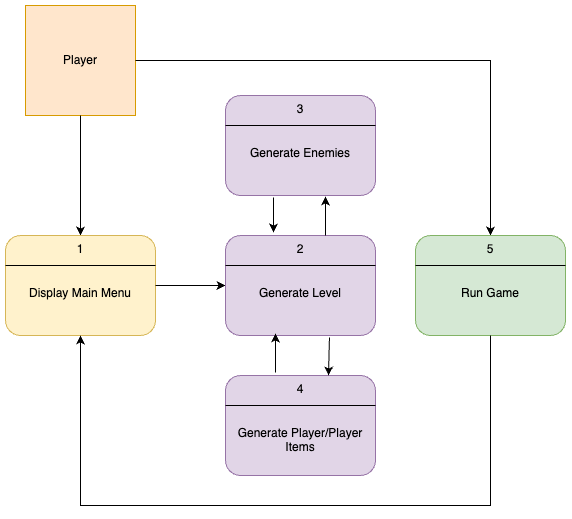 Player
3
Generate Enemies
1
Display Main Menu
2
Generate Level
5
Run Game
4
Generate Player/Player
Items